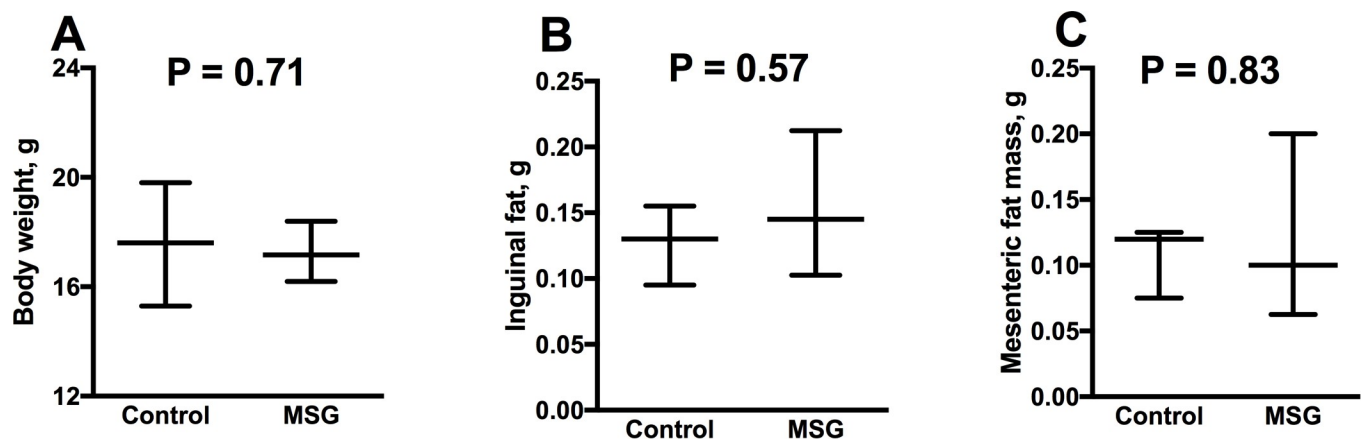 A
P = 0.71
Body weight, g
24
20
16
12
Control MSG
B
P = 0.57
Inguinal fat, g
0.25
0.20
0.15
0.10
0.05
0.00
Control MSG
C
P = 0.83
Mesenteric fat mass, g
0.25
0.20
0.15
0.10
0.05
0.00
Control MSG